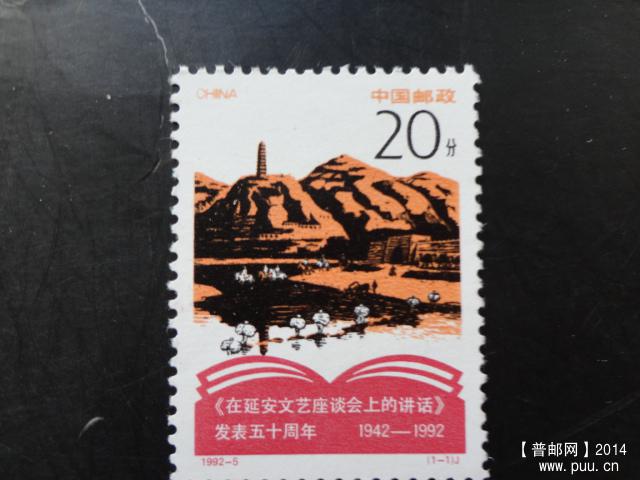 CHINA 中国邮政
20分
《在延安文艺座谈会上的讲话》
发表五十周年 1942—1992
1992-5 (1-1)J
【普邮网】2014
www.puu.cn